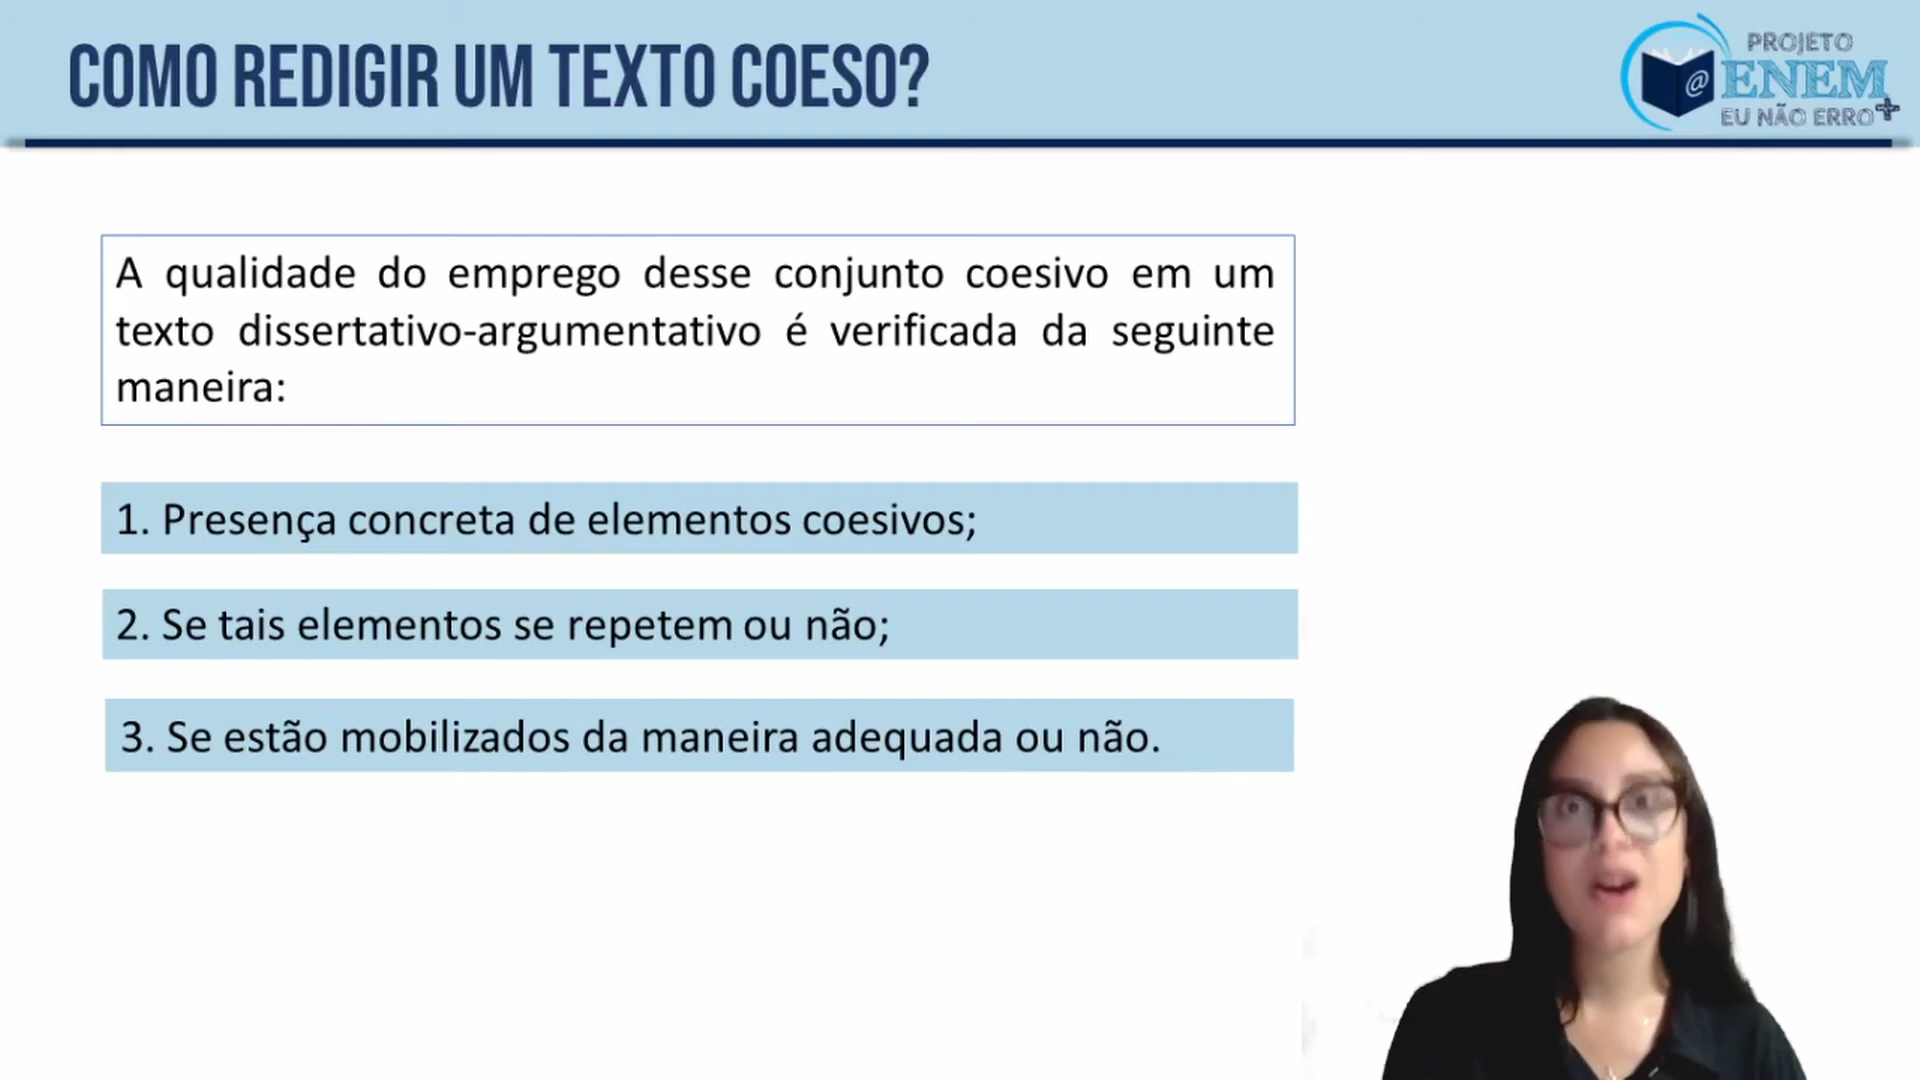 COMO REDIGIR UM TEXTO COESO?
PROJETO
@ENEM
EU NÃO ERRO+
A qualidade do emprego desse conjunto coesivo em um
texto dissertativo-argumentativo é verificada da seguinte
maneira:
1. Presença concreta de elementos coesivos;
2. Se tais elementos se repetem ou não;
3. Se estão mobilizados da maneira adequada ou não.